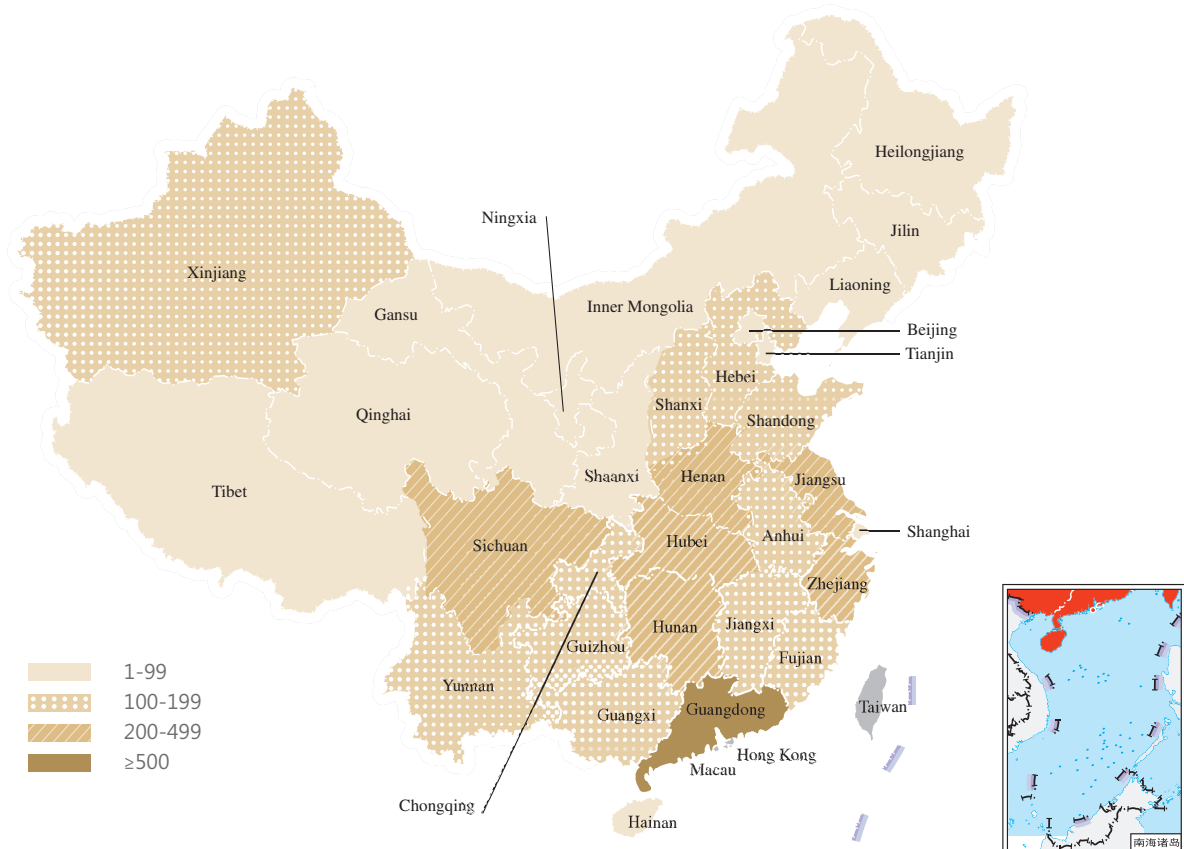 Heilongjiang
Jilin
Liaoning
Ningxia
Xinjiang
Gansu
Inner Mongolia
Beijing
Tianjin
Hebei
Shanxi
Shandong
Qinghai
Tibet
Shaanxi
Henan
Jiangsu
Shanghai
Sichuan
Hubei
Anhui
Zhejiang
Hunan
Jiangxi
Guizhou
Fujian
Yunnan
Guangxi
Guangdong
Taiwan
Hong Kong
Macau
Chongqing
Hainan
1-99
100-199
200-499
≥500
南海诸岛